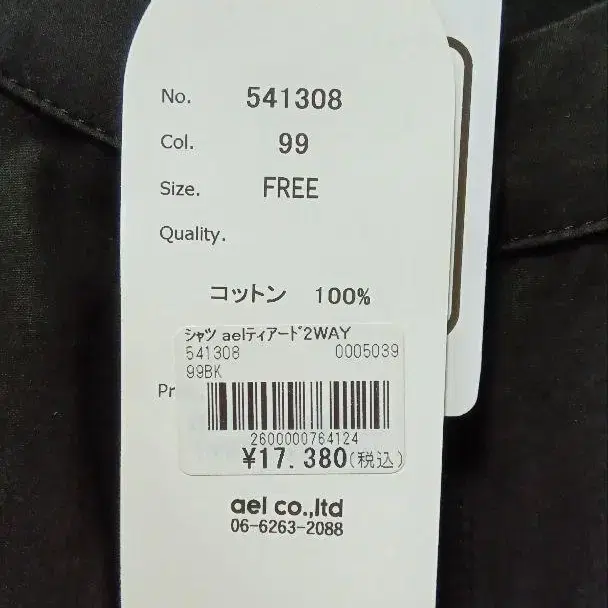 No. 541308
Col. 99
Size. FREE
Quality.
コットン 100%
シャツ aelティアード2WAY
541308 0005039
99BK
Pr
2600000764124
¥17.380(税込)
ael co.,ltd
06-6263-2088